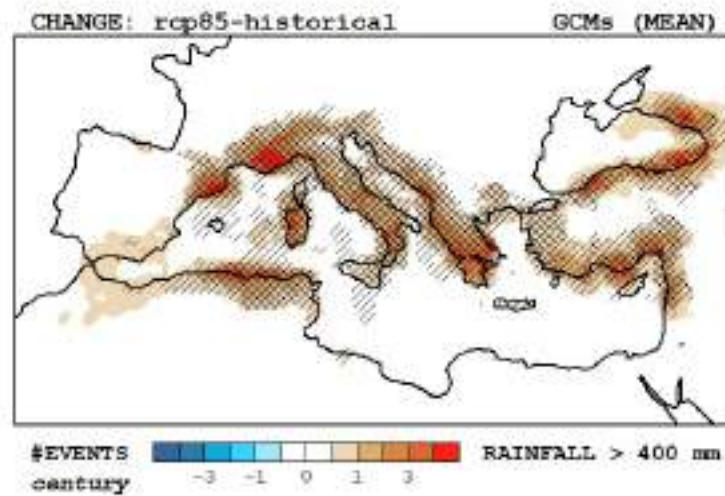 CHANGE: rcp85-historical GCMs (MEAN)
#EVENTS
century
-3 -1 0 1 3
RAINFALL > 400 mm